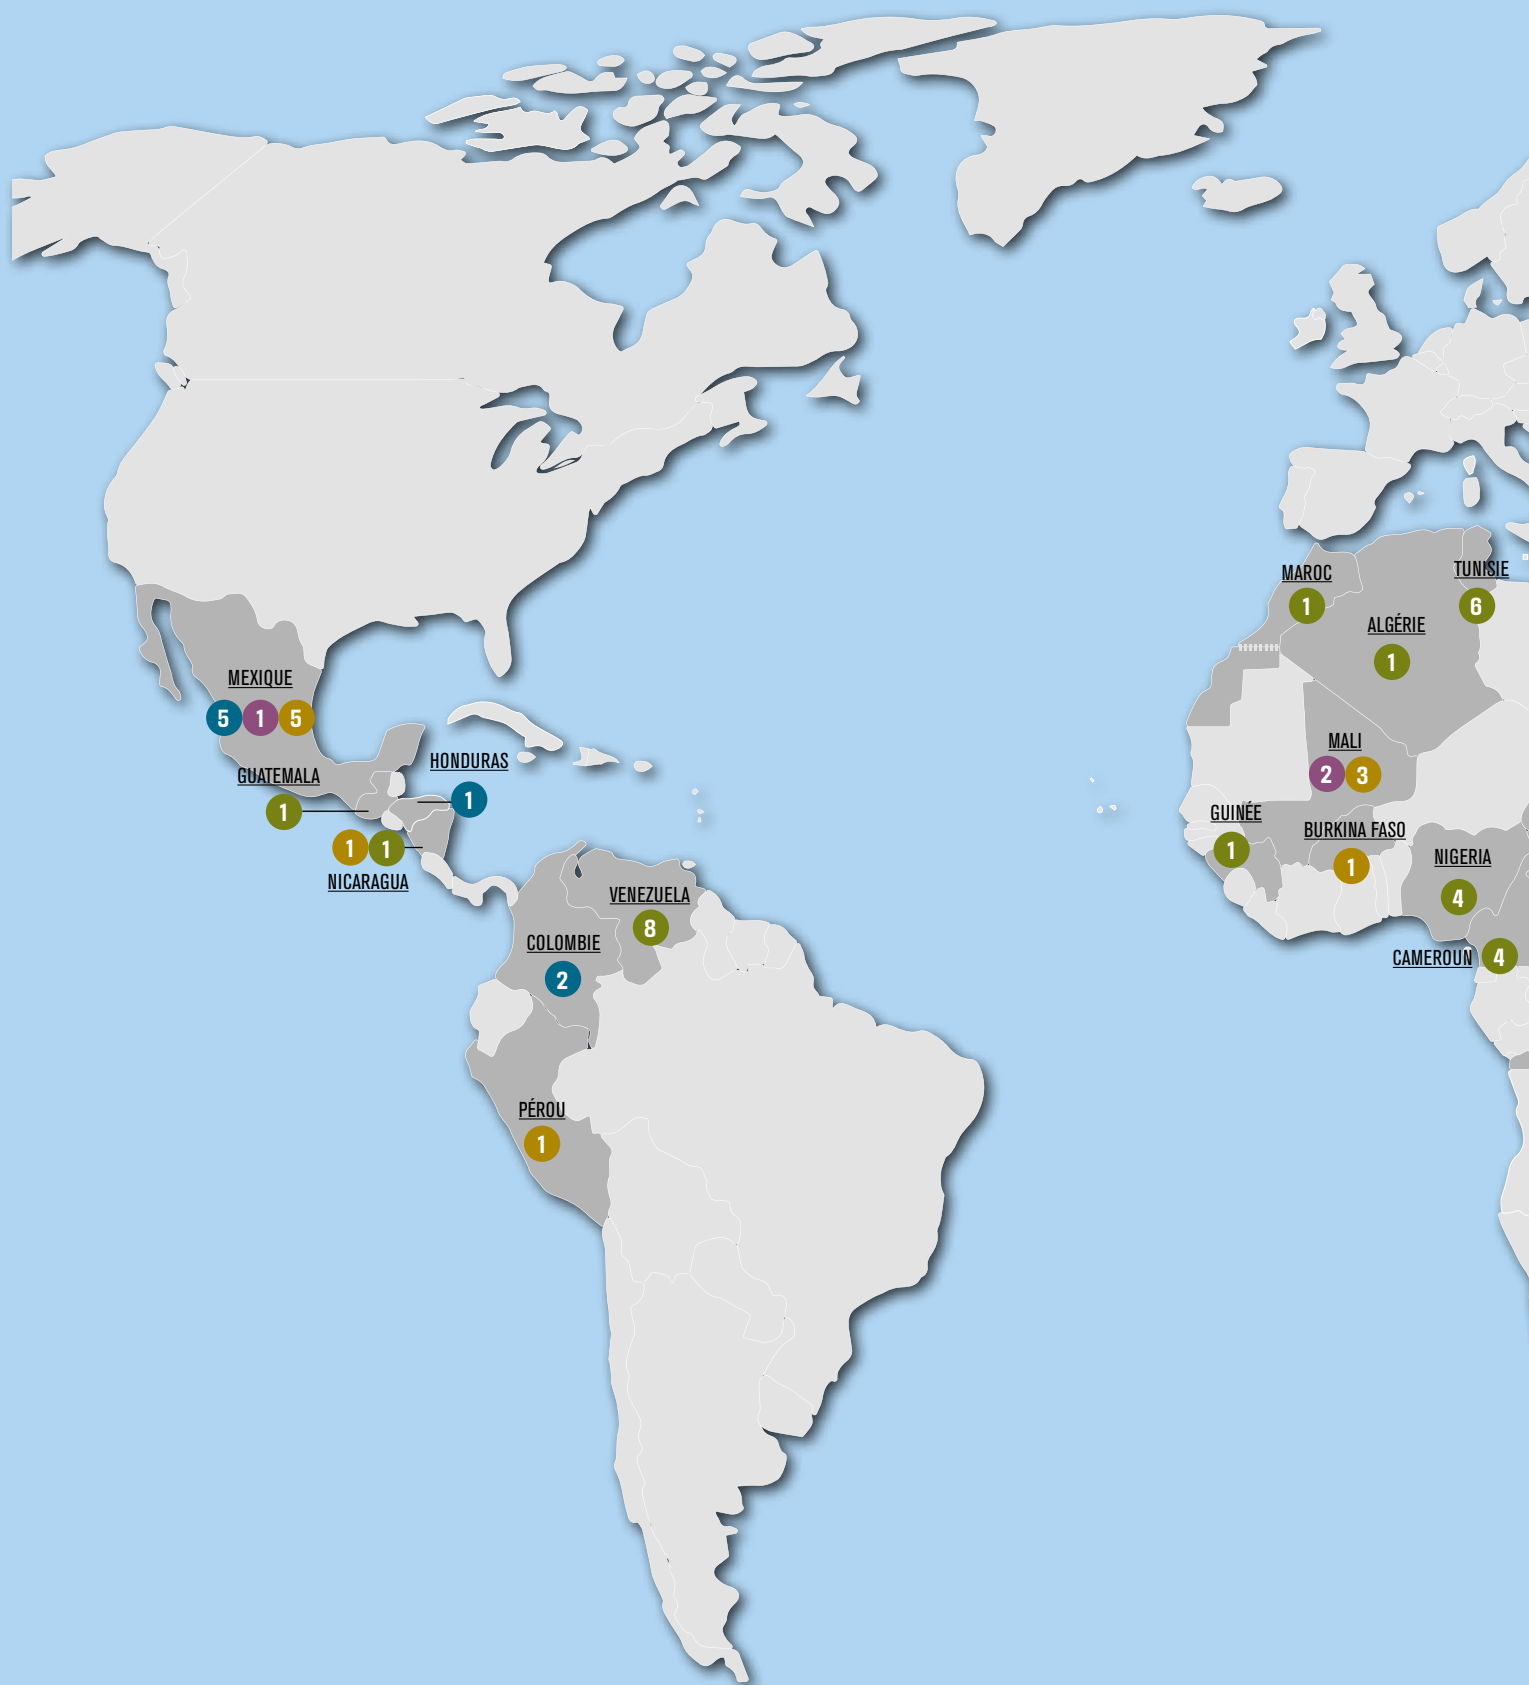 MAROC
1
TUNISIE
6
ALGÉRIE
1
MEXIQUE
5 1 5
MALI
2 3
HONDURAS
1
GUATEMALA
1
GUINÉE
1
BURKINA FASO
1
NIGERIA
4
1 1
NICARAGUA
VENEZUELA
8
COLOMBIE
2
CAMEROUN 4
PÉROU
1